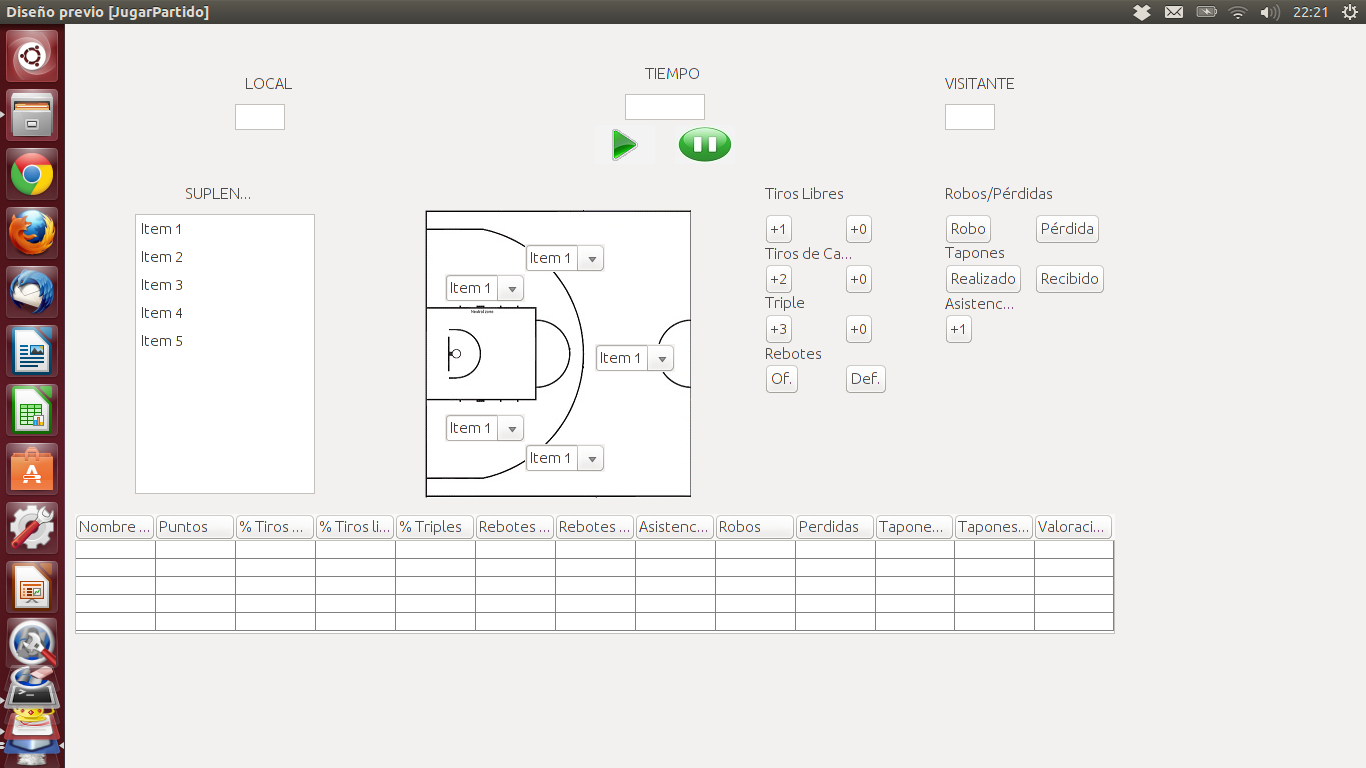 Diseño previo [JugarPartido]
22:21
LOCAL
TIEMPO
VISITANTE
SUPLEN...
Item 1
Item 2
Item 3
Item 4
Item 5
Item 1
Item 1
Neutral zone
Item 1
Item 1
Item 1
Tiros Libres
+1 +0
Tiros de Ca...
+2 +0
Triple
+3 +0
Rebotes
Of. Def.
Robos/Pérdidas
Robo Pérdida
Tapones
Realizado Recibido
Asistenc...
+1
Nombre ... Puntos % Tiros ... % Tiros li... % Triples Rebotes ... Rebotes ... Asistenc... Robos Perdidas Tapone... Tapones... Valoraci...